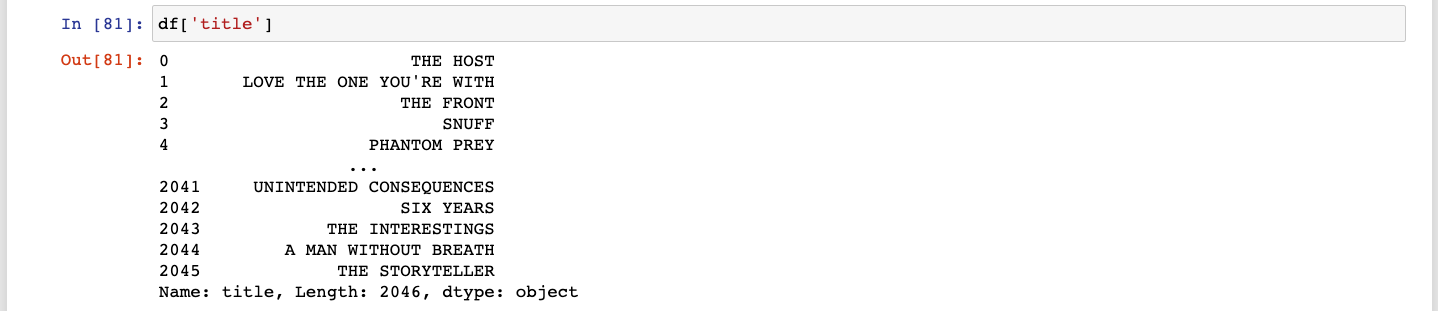 In [81]: df['title']
Out[81]: 0 THE HOST
1 LOVE THE ONE YOU'RE WITH
2 THE FRONT
3 SNUFF
4 PHANTOM PREY
...
2041 UNINTENDED CONSEQUENCES
2042 SIX YEARS
2043 THE INTERESTINGS
2044 A MAN WITHOUT BREATH
2045 THE STORYTELLER
Name: title, Length: 2046, dtype: object